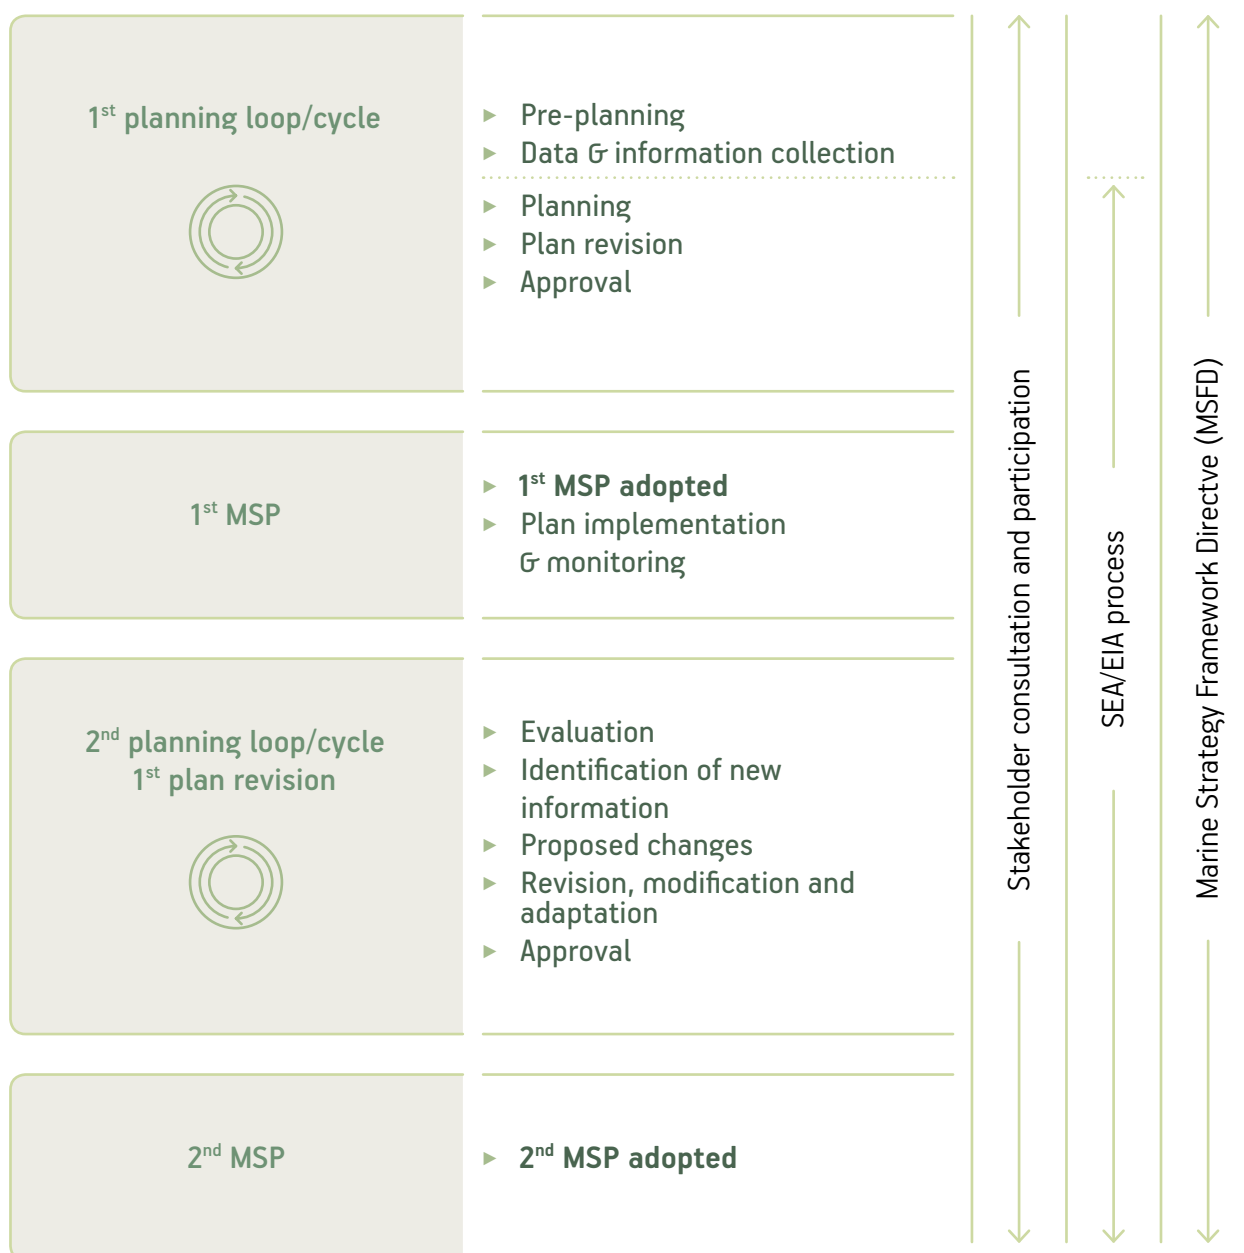 1st planning loop/cycle
► Pre-planning
► Data & information collection
► Planning
► Plan revision
► Approval
1st MSP
► 1st MSP adopted
► Plan implementation
& monitoring
2nd planning loop/cycle
1st plan revision
► Evaluation
► Identification of new
information
► Proposed changes
► Revision, modification and
adaptation
► Approval
2nd MSP
► 2nd MSP adopted
Stakeholder consultation and participation
SEA/EIA process
Marine Strategy Framework Directve (MSFD)